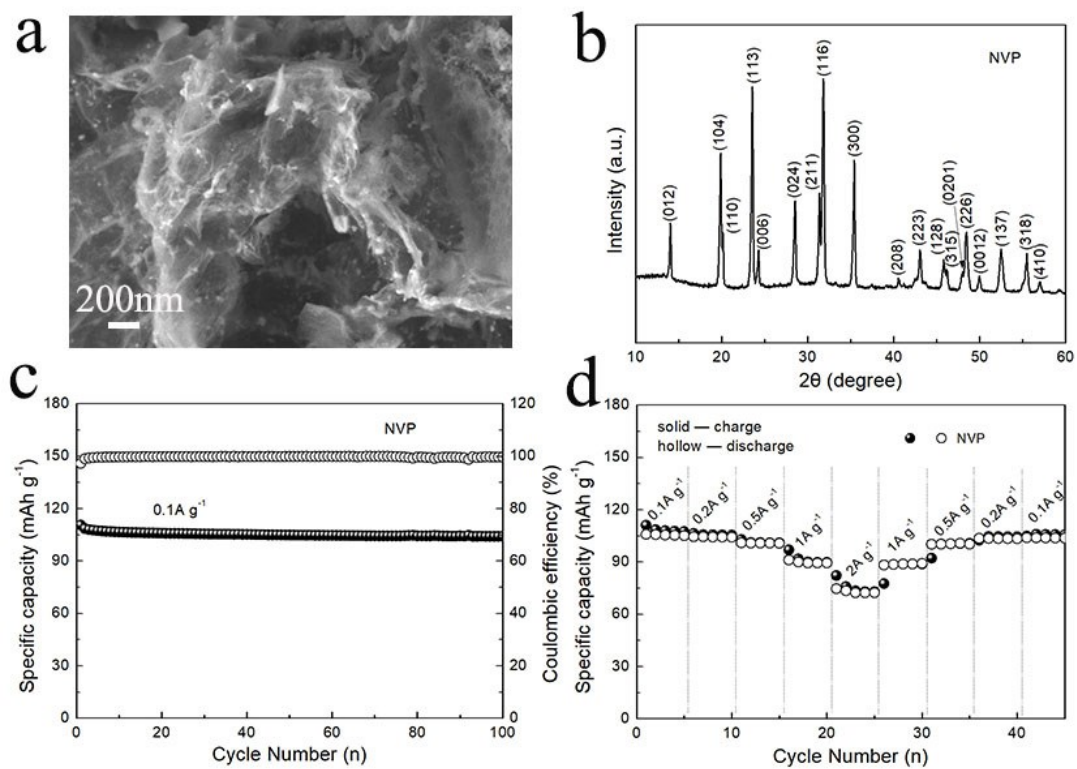 a
200nm
b
NVP
(012)
(104)
(110)
(113)
(006)
(024)
(211)
(116)
(300)
(208)
(223)
(128)
(315)
(0201)
(226)
(0012)
(137)
(318)
(410)
Intensity (a.u.)
10 20 30 40 50 60
2θ (degree)
c
NVP
0.1A g⁻¹
180
150
120
90
60
30
0
Specific capacity (mAh g⁻¹)
120
100
80
60
40
20
0
Coulombic efficiency (%)
0 20 40 60 80 100
Cycle Number (n)
d
solid — charge
hollow — discharge
NVP
0.1A g⁻¹
0.2A g⁻¹
0.5A g⁻¹
1A g⁻¹
2A g⁻¹
1A g⁻¹
0.5A g⁻¹
0.2A g⁻¹
0.1A g⁻¹
180
150
120
90
60
30
0
Specific capacity (mAh g⁻¹)
0 10 20 30 40
Cycle Number (n)